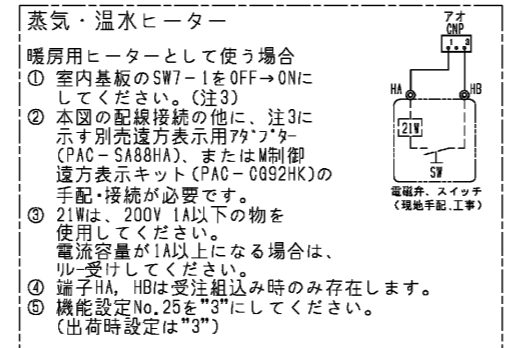 蒸気・温水ヒーター
暖房用ヒーターとして使う場合
① 室内基板のSW7-1をOFF→ONに
してください。(注3)
② 本図の配線接続の他に、注3に
示す別売遠方表示用ｱﾀﾞﾌﾟﾀｰ
(PAC-SA88HA)、またはM制御
遠方表示キット(PAC-CG92HK)の
手配・接続が必要です。
③ 21Wは、200V 1A以下の物を
使用してください。
電流容量が1A以上になる場合は、
ﾘﾚｰ受けしてください。
④ 端子HA, HBは受注組込み時のみ存在します。
⑤ 機能設定No.25を"3"にしてください。
(出荷時設定は"3")
アオ
CNP
1 3
HA HB
21W
SW
電磁弁、スイッチ
(現地手配.工事)